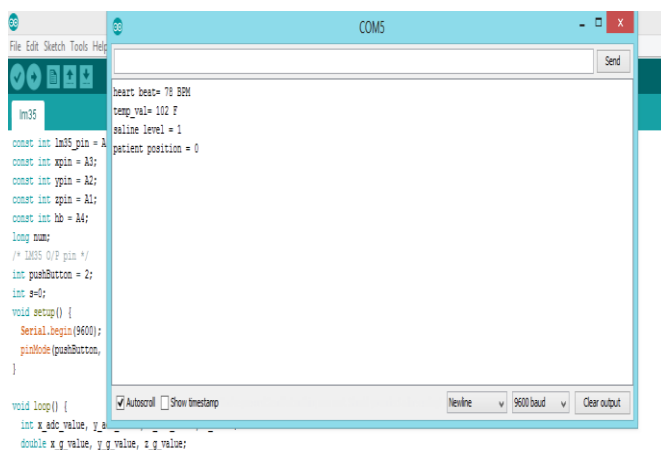 COM5
File Edit Sketch Tools Help
Send
lm35
heart beat= 78 BPM
temp_val= 102 F
saline level = 1
patient position = 0
const int lm35_pin = A
const int xpin = A3;
const int ypin = A2;
const int zpin = A1;
const int hb = A4;
long num;
/* LM35 O/P pin */
int pushButton = 2;
int s=0;
void setup() {
Serial.begin(9600);
pinMode(pushButton,
}
Autoscroll Show timestamp Newline 9600 baud Clear output
void loop() {
int x_adc_value, y_a
double x_g_value, y_g_value, z_g_value;